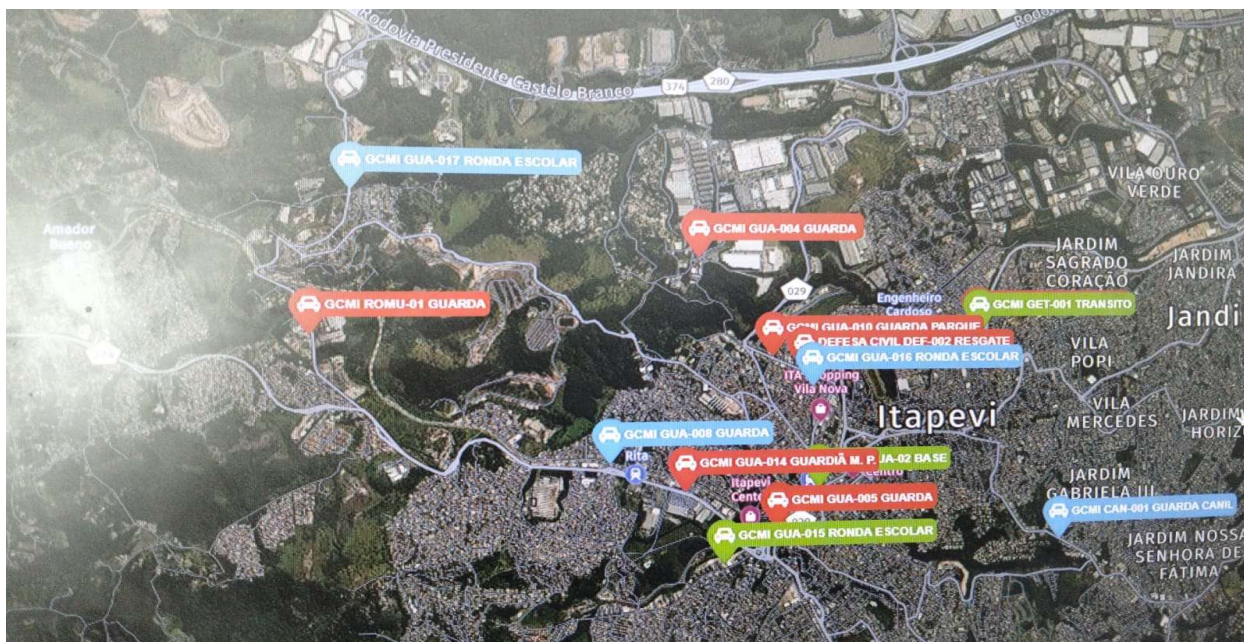 Rodovia Presidente Castelo Branco
374
280
GCMI GUA-017 RONDA ESCOLAR
VILA OURO
VERDE
Amador
Bueno
GCMI GUA-004 GUARDA
JARDIM
SAGRADO
CORAÇÃO
JARDIM
JANDIRA
029
GCMI ROMU-01 GUARDA
Engenheiro
Cardoso
GCMI GET-001 TRANSITO
Jandi
GCMI GUA-010 GUARDA PARQUE
DEFESA CIVIL DEF-002 RESGATE
GCMI GUA-016 RONDA ESCOLAR
VILA
POPI
Vila Nova
Itapevi
VILA
MERCEDES
JARDIM
HORIZ
GCMI GUA-008 GUARDA
Rita
GCMI GUA-014 GUARDIÃ M. P.
JA-02 BASE
Centro
Itapevi
Cente
JARDIM
GABRIELA III
GCMI GUA-005 GUARDA
GCMI CAN-001 GUARDA CANIL
GCMI GUA-015 RONDA ESCOLAR
JARDIM NOSSA
SENHORA DE
FÁTIMA